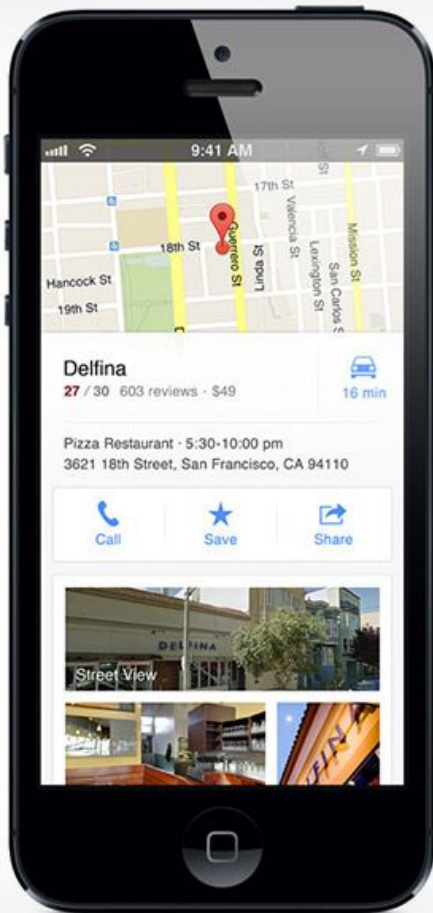 9:41 AM
17th St
18th St
Guerrero St
Valencia St
Linda St
Lexington St
San Carlos S
Mission St
Hancock St
19th St
Delfina
27 / 30 603 reviews · $49
16 min
Pizza Restaurant · 5:30-10:00 pm
3621 18th Street, San Francisco, CA 94110
Call
Save
Share
DELFINA
Street View
LFINA